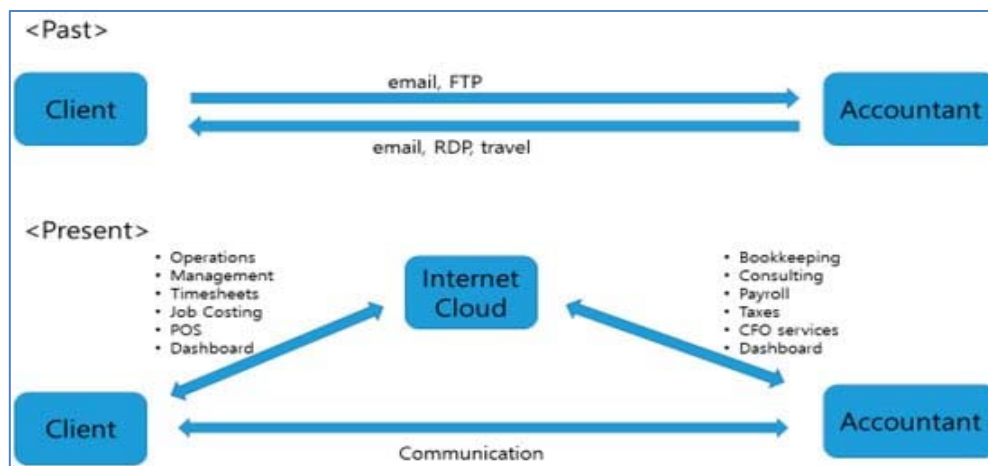 <Past>
email, FTP
Client
Accountant
email, RDP, travel
<Present>
• Operations
• Management
• Timesheets
• Job Costing
• POS
• Dashboard
Internet
Cloud
• Bookkeeping
• Consulting
• Payroll
• Taxes
• CFO services
• Dashboard
Client
Accountant
Communication